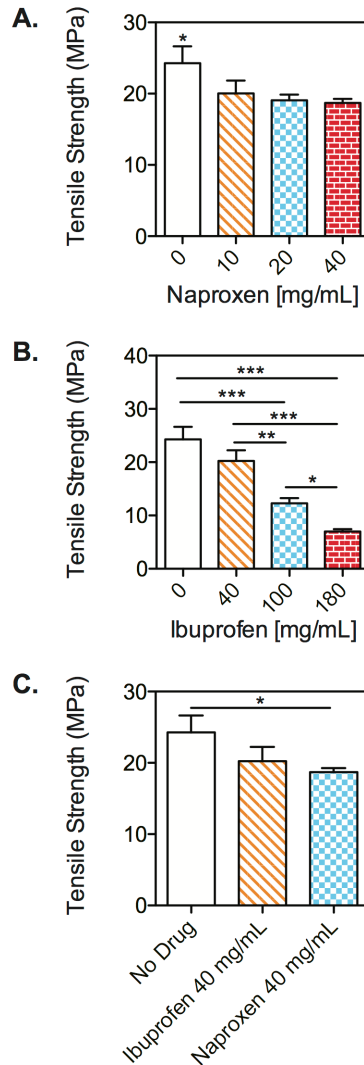 A.
Tensile Strength (MPa)
30
20
10
0
*
0 10 20 40
Naproxen [mg/mL]
B.
Tensile Strength (MPa)
40
30
20
10
0
***
***
***
**
*
0 40 100 180
Ibuprofen [mg/mL]
C.
Tensile Strength (MPa)
30
20
10
0
*
No Drug
Ibuprofen 40 mg/mL
Naproxen 40 mg/mL